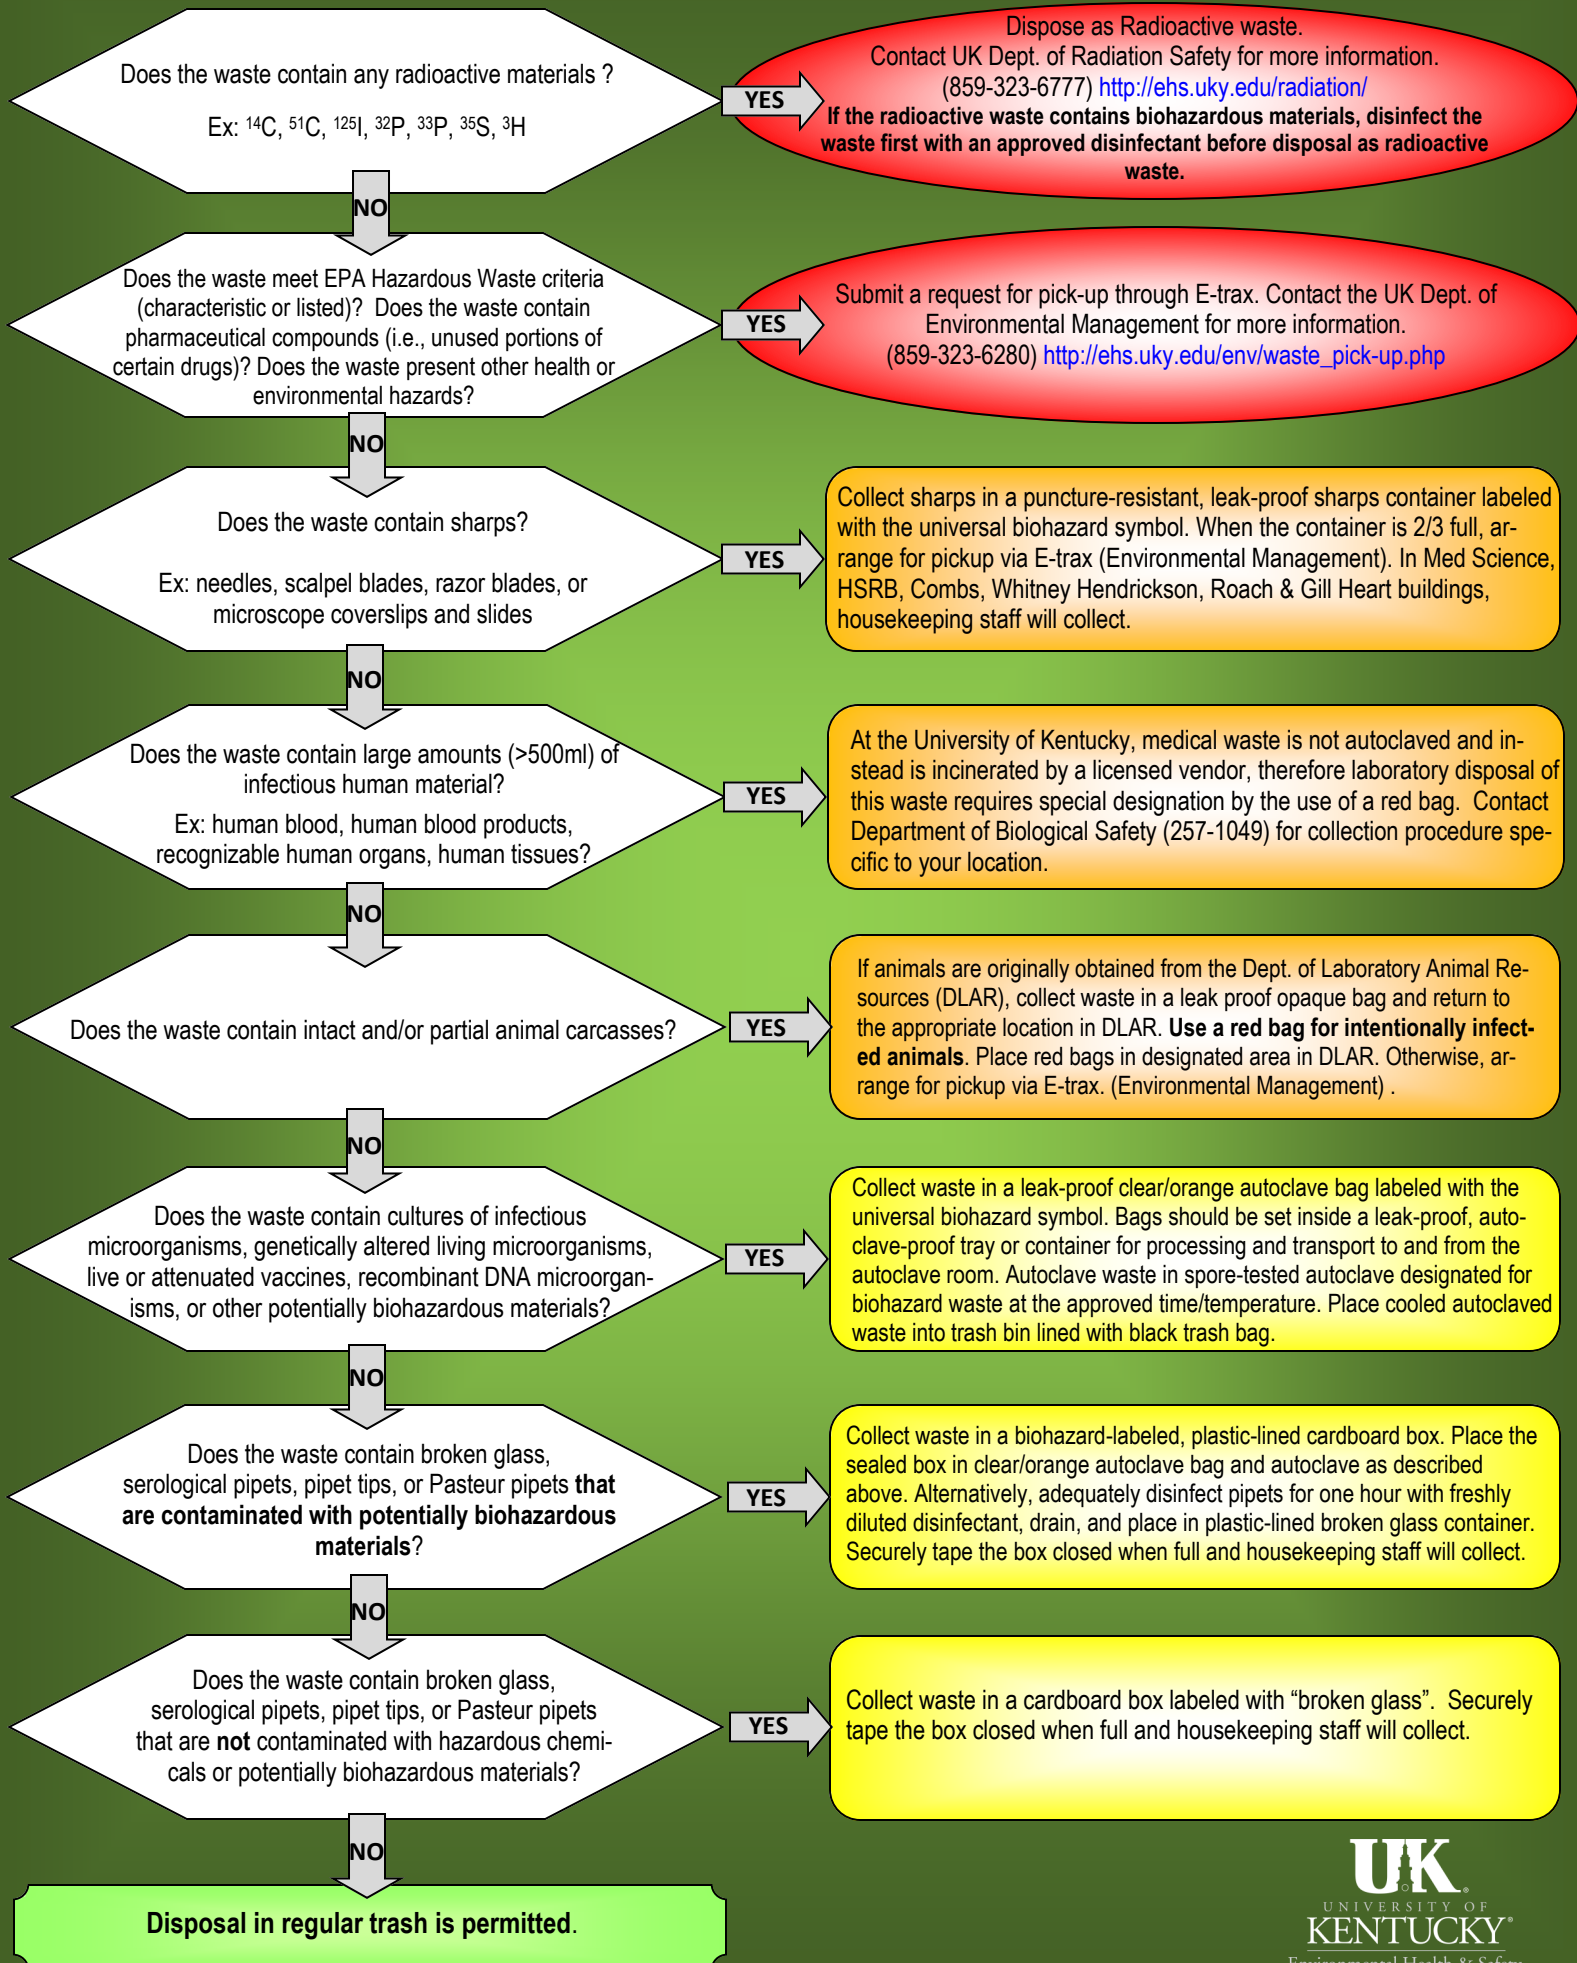 Does the waste contain any radioactive materials ?
Ex: ¹⁴C, ⁵¹C, ¹²⁵I, ³²P, ³³P, ³⁵S, ³H
YES
Dispose as Radioactive waste.
Contact UK Dept. of Radiation Safety for more information.
(859-323-6777) http://ehs.uky.edu/radiation/
If the radioactive waste contains biohazardous materials, disinfect the
waste first with an approved disinfectant before disposal as radioactive
waste.
NO
Does the waste meet EPA Hazardous Waste criteria
(characteristic or listed)? Does the waste contain
pharmaceutical compounds (i.e., unused portions of
certain drugs)? Does the waste present other health or
environmental hazards?
YES
Submit a request for pick-up through E-trax. Contact the UK Dept. of
Environmental Management for more information.
(859-323-6280) http://ehs.uky.edu/env/waste_pick-up.php
NO
Does the waste contain sharps?
Ex: needles, scalpel blades, razor blades, or
microscope coverslips and slides
YES
Collect sharps in a puncture-resistant, leak-proof sharps container labeled
with the universal biohazard symbol. When the container is 2/3 full, ar-
range for pickup via E-trax (Environmental Management). In Med Science,
HSRB, Combs, Whitney Hendrickson, Roach & Gill Heart buildings,
housekeeping staff will collect.
NO
Does the waste contain large amounts (>500ml) of
infectious human material?
Ex: human blood, human blood products,
recognizable human organs, human tissues?
YES
At the University of Kentucky, medical waste is not autoclaved and in-
stead is incinerated by a licensed vendor, therefore laboratory disposal of
this waste requires special designation by the use of a red bag. Contact
Department of Biological Safety (257-1049) for collection procedure spe-
cific to your location.
NO
Does the waste contain intact and/or partial animal carcasses?
YES
If animals are originally obtained from the Dept. of Laboratory Animal Re-
sources (DLAR), collect waste in a leak proof opaque bag and return to
the appropriate location in DLAR. Use a red bag for intentionally infect-
ed animals. Place red bags in designated area in DLAR. Otherwise, ar-
range for pickup via E-trax. (Environmental Management) .
NO
Does the waste contain cultures of infectious
microorganisms, genetically altered living microorganisms,
live or attenuated vaccines, recombinant DNA microorgan-
isms, or other potentially biohazardous materials?
YES
Collect waste in a leak-proof clear/orange autoclave bag labeled with the
universal biohazard symbol. Bags should be set inside a leak-proof, auto-
clave-proof tray or container for processing and transport to and from the
autoclave room. Autoclave waste in spore-tested autoclave designated for
biohazard waste at the approved time/temperature. Place cooled autoclaved
waste into trash bin lined with black trash bag.
NO
Does the waste contain broken glass,
serological pipets, pipet tips, or Pasteur pipets that
are contaminated with potentially biohazardous
materials?
YES
Collect waste in a biohazard-labeled, plastic-lined cardboard box. Place the
sealed box in clear/orange autoclave bag and autoclave as described
above. Alternatively, adequately disinfect pipets for one hour with freshly
diluted disinfectant, drain, and place in plastic-lined broken glass container.
Securely tape the box closed when full and housekeeping staff will collect.
NO
Does the waste contain broken glass,
serological pipets, pipet tips, or Pasteur pipets
that are not contaminated with hazardous chemi-
cals or potentially biohazardous materials?
YES
Collect waste in a cardboard box labeled with “broken glass”. Securely
tape the box closed when full and housekeeping staff will collect.
NO
Disposal in regular trash is permitted.
UK®
UNIVERSITY OF
KENTUCKY®
Environmental Health & Safety